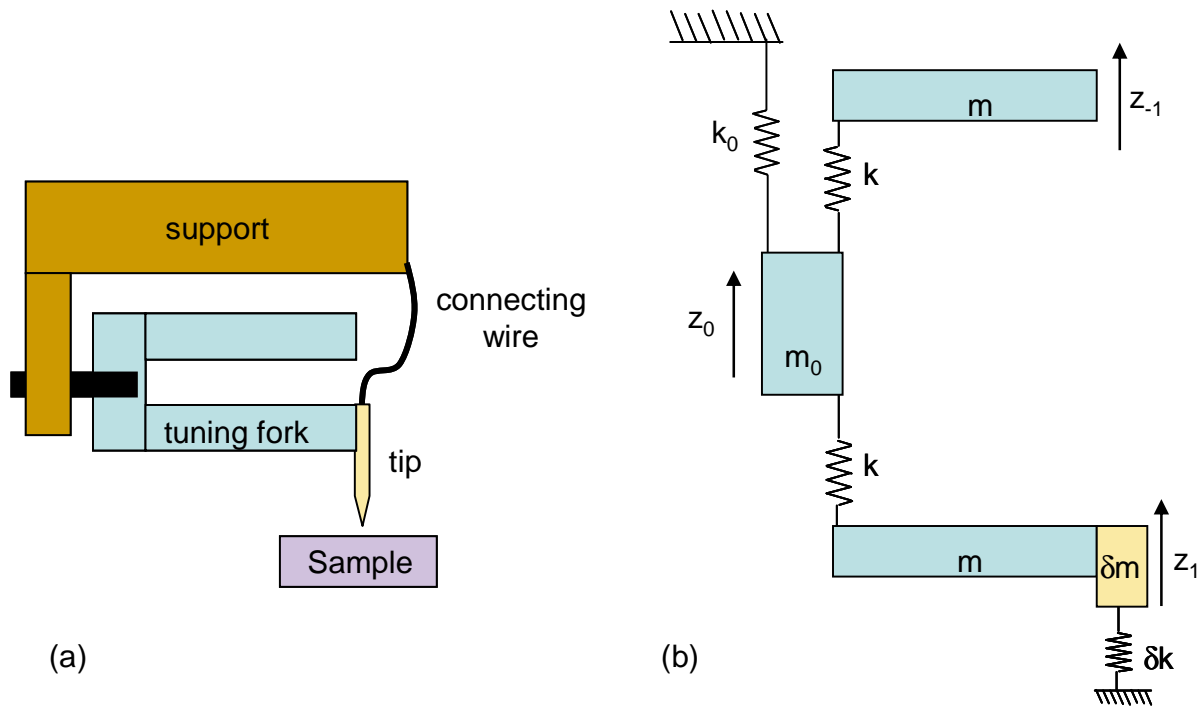 support
connecting
wire
tuning fork
tip
Sample
(a)
m
z₋₁
k₀
k
z₀
m₀
k
m
δm
z₁
δk
(b)